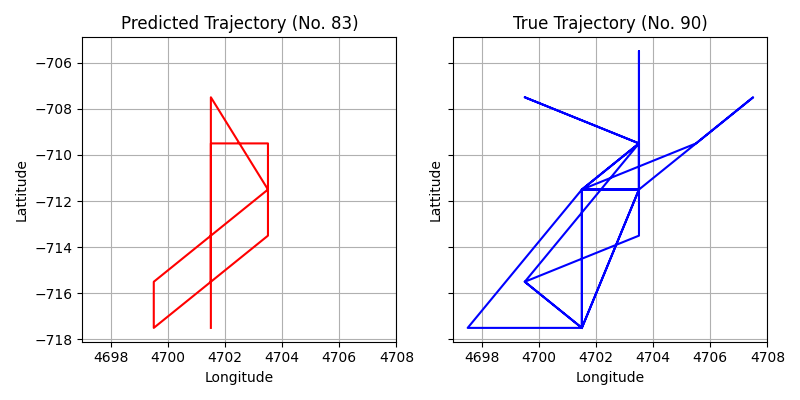 Predicted Trajectory (No. 83)
True Trajectory (No. 90)
−706
−708
−710
−712
−714
−716
−718
Lattitude
Lattitude
4698 4700 4702 4704 4706 4708
4698 4700 4702 4704 4706 4708
Longitude
Longitude